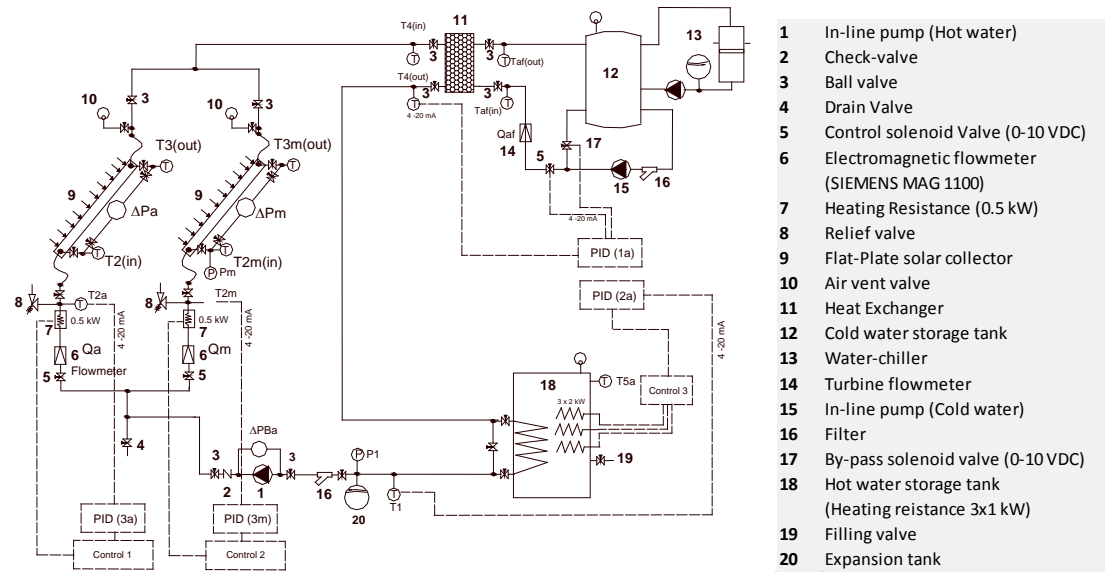 T4(in)
11
3
3
T
T
Taf(out)
T4(out)
3
3
T
T
Taf(in)
4 -20 mA
12
13
10
3
10
3
T3(out)
T3m(out)
T
T
9
9
ΔPa
ΔPm
T
T
T2(in)
T2m(in)
P
Pm
Qaf
14
5
17
15
16
4 -20 mA
PID (1a)
PID (2a)
4 -20 mA
8
T
T2a
8
T2m
7
0.5 kW
7
0.5 kW
4 -20 mA
4 -20 mA
6
Qa
6
Qm
5
Flowmeter
5
4
18
3 x 2 kW
T
T5a
Control 3
19
ΔPBa
3
3
2
1
16
P
P1
20
T
T1
PID (3a)
PID (3m)
Control 1
Control 2
1 In-line pump (Hot water)
2 Check-valve
3 Ball valve
4 Drain Valve
5 Control solenoid Valve (0-10 VDC)
6 Electromagnetic flowmeter
(SIEMENS MAG 1100)
7 Heating Resistance (0.5 kW)
8 Relief valve
9 Flat-Plate solar collector
10 Air vent valve
11 Heat Exchanger
12 Cold water storage tank
13 Water-chiller
14 Turbine flowmeter
15 In-line pump (Cold water)
16 Filter
17 By-pass solenoid valve (0-10 VDC)
18 Hot water storage tank
(Heating reistance 3x1 kW)
19 Filling valve
20 Expansion tank